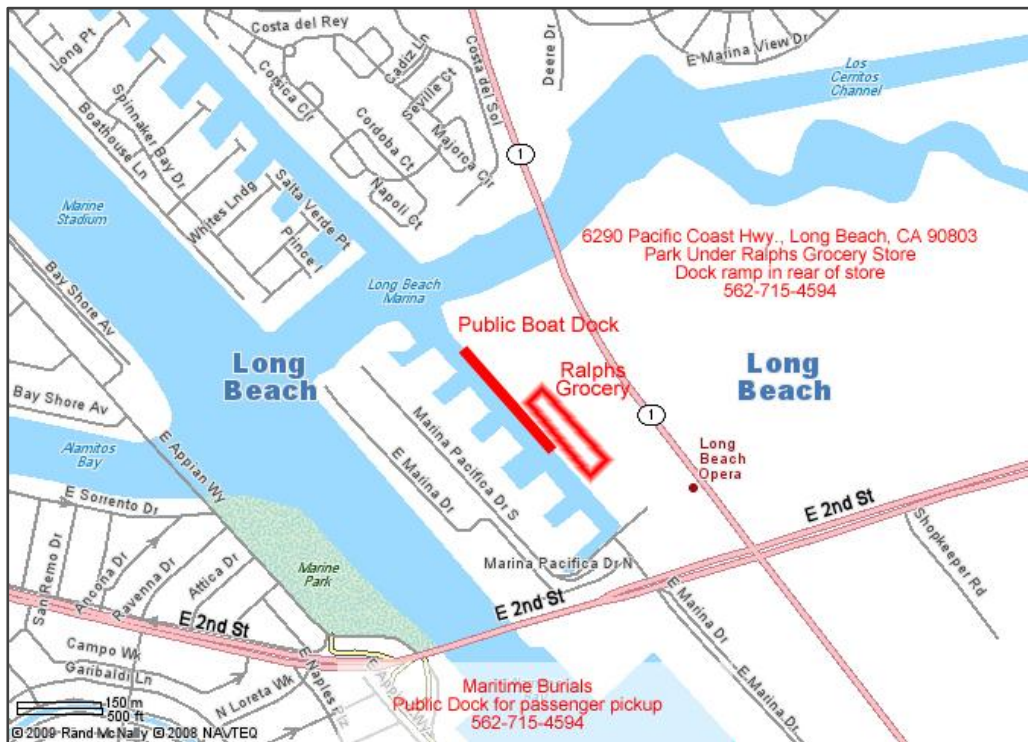 Costa del Rey
Long Pt
Cadiz Ln
Costa del Sol
Deere Dr
E Marina View Dr
Los
Cerritos
Channel
Corsica Cir
Seville Ct
Spinnaker Bay Dr
Boathouse Ln
Cordoba Ct
Majorca Cir
1
Marine
Stadium
Whites Lndg
Salta Verde Pt
Napoli Ct
Prince I
6290 Pacific Coast Hwy., Long Beach, CA 90803
Park Under Ralphs Grocery Store
Dock ramp in rear of store
562-715-4594
Bay Shore Av
Long Beach
Marina
Public Boat Dock
Long
Beach
Ralphs
Grocery
Long
Beach
Bay Shore Av
1
Marina Pacifica Dr S
E Marina Dr
Alamitos
Bay
E Appian Wy
Long
Beach
Opera
E Sorrento Dr
E 2nd St
Shopkeeper Rd
San Remo Dr
Ancona Dr
Ravenna Dr
Attica Dr
Marine
Park
Marina Pacifica Dr N
E 2nd St
E Marina Dr
E 2nd St
Campo Wk
Garibaldi Ln
N Loreta Wk
E Naples Plz
E Marina Dr
Maritime Burials
Public Dock for passenger pickup
562-715-4594
150 m
500 ft
© 2009 Rand McNally © 2008 NAVTEQ